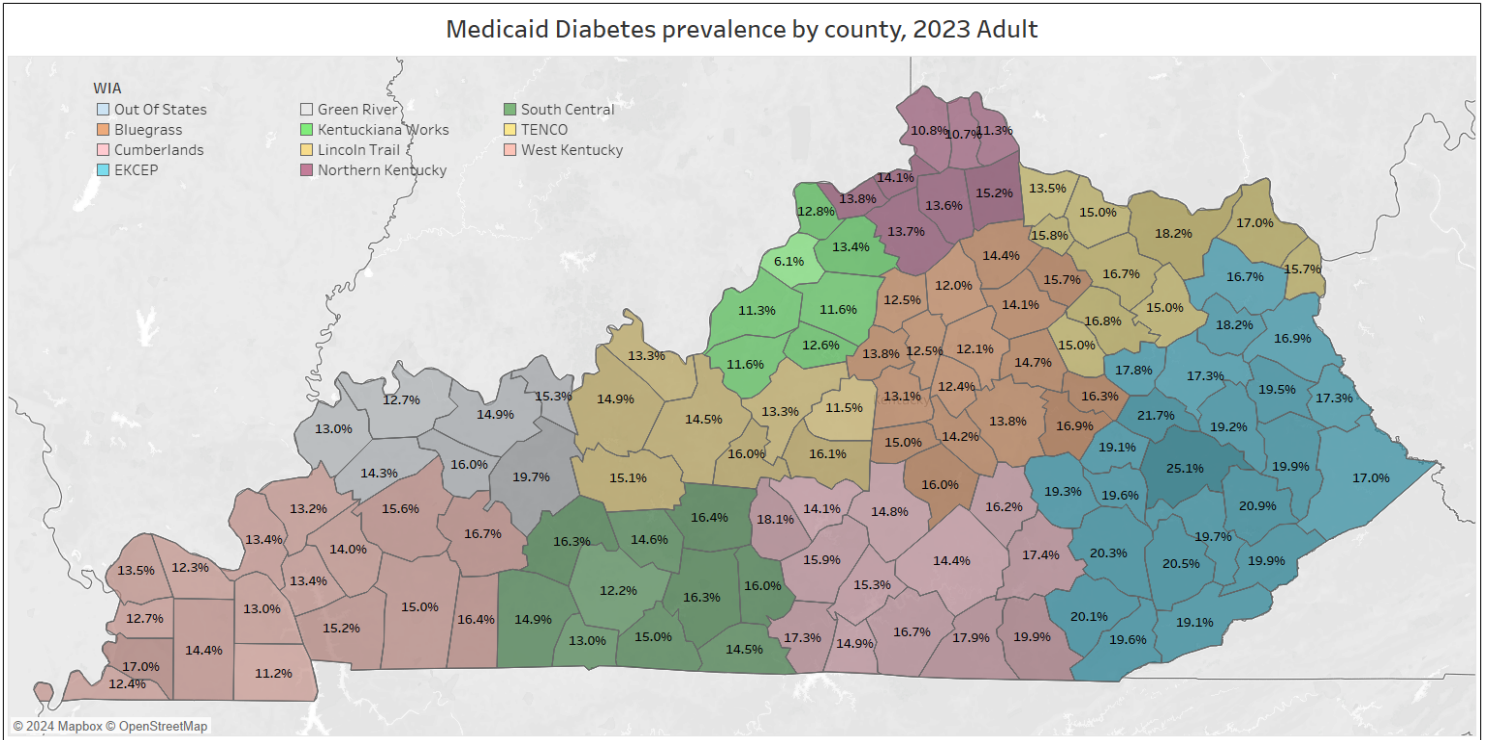 Medicaid Diabetes prevalence by county, 2023 Adult
WIA
Out Of States
Green River
South Central
Bluegrass
Kentuckiana Works
TENCO
Cumberlands
Lincoln Trail
West Kentucky
EKCEP
Northern Kentucky
10.8% 10.7% 11.3%
14.1%
13.8% 13.6% 15.2% 13.5%
12.8% 15.0%
13.7% 15.8% 18.2% 17.0%
13.4% 14.4%
6.1% 15.7% 16.7% 16.7% 15.7%
12.5% 12.0% 14.1% 15.0%
11.3% 11.6% 16.8% 18.2%
16.9%
12.6% 13.8% 12.5% 12.1% 15.0%
13.3% 11.6% 14.7% 17.8% 17.3%
12.4% 19.5%
12.7% 15.3% 14.9% 13.1% 16.3% 17.3%
14.9% 14.5% 13.3% 11.5% 13.8% 21.7%
13.0% 15.0% 14.2% 16.9% 19.2%
16.0% 16.1% 19.1%
14.3% 16.0% 19.7% 15.1% 16.0% 25.1% 19.9% 17.0%
19.3% 19.6%
13.2% 15.6% 16.4% 18.1% 14.1% 14.8% 16.2% 20.9%
13.4% 14.0% 16.7% 16.3% 14.6% 19.7%
13.5% 12.3% 15.9% 14.4% 17.4% 20.3% 20.5% 19.9%
13.4% 12.2% 16.3% 16.0% 15.3%
12.7% 13.0% 15.0% 16.4% 14.9% 20.1% 19.1%
15.2% 13.0% 15.0% 17.3% 14.9% 16.7% 17.9% 19.9% 19.6%
14.4% 14.5%
17.0% 11.2%
12.4%
© 2024 Mapbox © OpenStreetMap